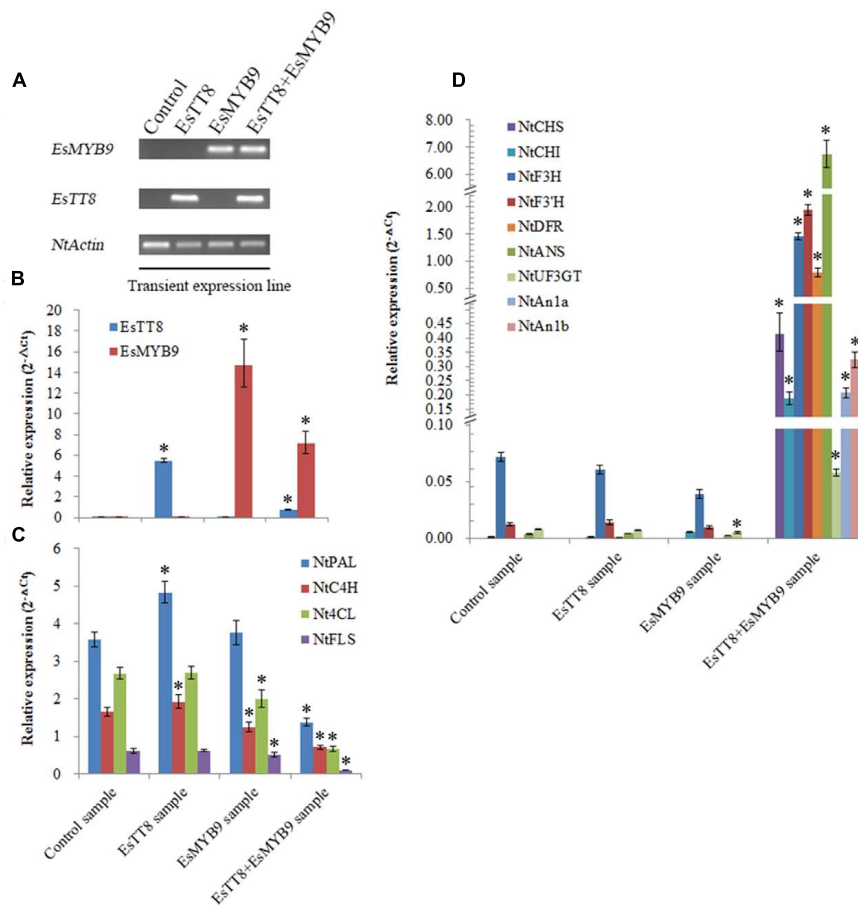 A
Control
EsTT8
EsMYB9
EsTT8+EsMYB9
EsMYB9
EsTT8
NtActin
Transient expression line
B
Relative expression (2-ΔCt)
20
18
16
14
12
10
8
6
4
2
0
EsTT8
EsMYB9
*
*
*
*
C
Relative expression (2-ΔCt)
6
5
4
3
2
1
0
NtPAL
NtC4H
Nt4CL
NtFLS
*
*
*
*
*
*
*
*
*
Control sample
EsTT8 sample
EsMYB9 sample
EsTT8+EsMYB9 sample
D
Relative expression (2-ΔCt)
8.00
7.00
6.00
2.00
1.50
1.00
0.50
0.45
0.35
0.30
0.25
0.20
0.15
0.10
0.05
0.00
NtCHS
NtCHI
NtF3H
NtF3'H
NtDFR
NtANS
NtUF3GT
NtAn1a
NtAn1b
*
*
*
*
*
*
*
*
*
*
Control sample
EsTT8 sample
EsMYB9 sample
EsTT8+EsMYB9 sample